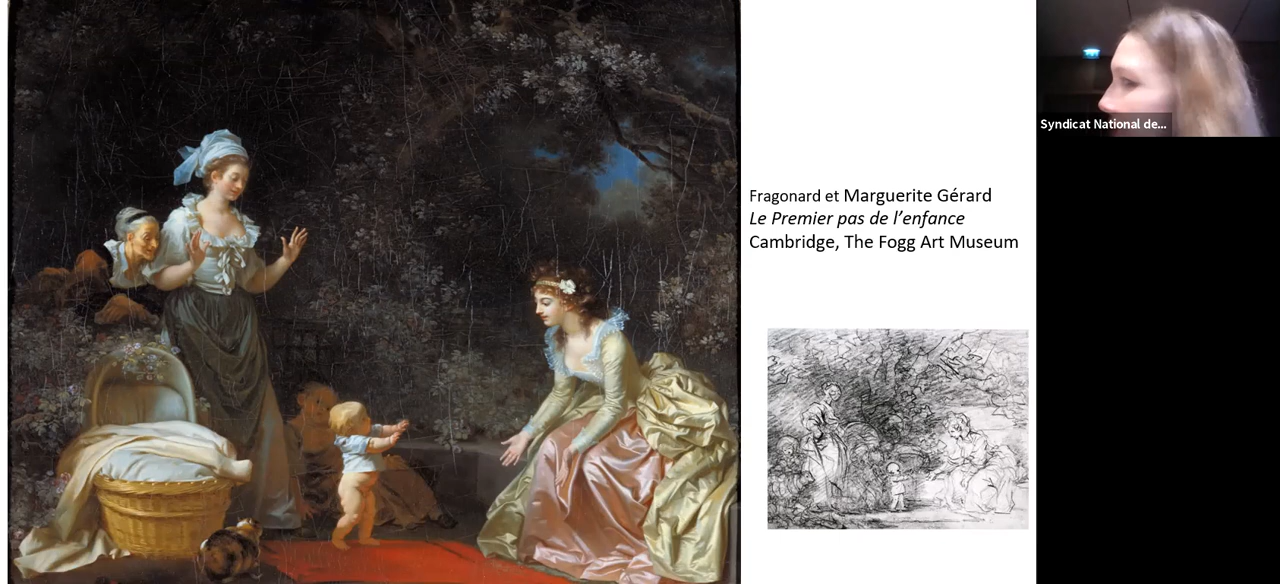 Fragonard et Marguerite Gérard
Le Premier pas de l’enfance
Cambridge, The Fogg Art Museum
Syndicat National de...